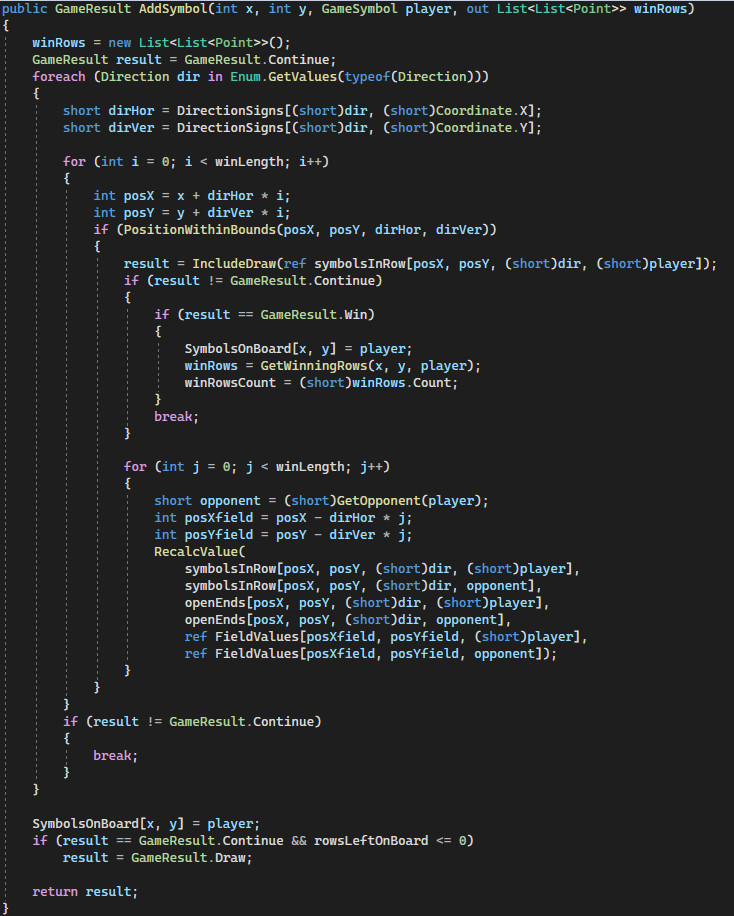 public GameResult AddSymbol(int x, int y, GameSymbol player, out List<List<Point>> winRows)
{
    winRows = new List<List<Point>>();
    GameResult result = GameResult.Continue;
    foreach (Direction dir in Enum.GetValues(typeof(Direction)))
    {
        short dirHor = DirectionSigns[(short)dir, (short)Coordinate.X];
        short dirVer = DirectionSigns[(short)dir, (short)Coordinate.Y];

        for (int i = 0; i < winLength; i++)
        {
            int posX = x + dirHor * i;
            int posY = y + dirVer * i;
            if (PositionWithinBounds(posX, posY, dirHor, dirVer))
            {
                result = IncludeDraw(ref symbolsInRow[posX, posY, (short)dir, (short)player]);
                if (result != GameResult.Continue)
                {
                    if (result == GameResult.Win)
                    {
                        SymbolsOnBoard[x, y] = player;
                        winRows = GetWinningRows(x, y, player);
                        winRowsCount = (short)winRows.Count;
                    }
                    break;
                }

                for (int j = 0; j < winLength; j++)
                {
                    short opponent = (short)GetOpponent(player);
                    int posXfield = posX - dirHor * j;
                    int posYfield = posY - dirVer * j;
                    RecalcValue(
                        symbolsInRow[posX, posY, (short)dir, (short)player],
                        symbolsInRow[posX, posY, (short)dir, opponent],
                        openEnds[posX, posY, (short)dir, (short)player],
                        openEnds[posX, posY, (short)dir, opponent],
                        ref FieldValues[posXfield, posYfield, (short)player],
                        ref FieldValues[posXfield, posYfield, opponent]);
                }
            }
        }
        if (result != GameResult.Continue)
        {
            break;
        }
    }

    SymbolsOnBoard[x, y] = player;
    if (result == GameResult.Continue && rowsLeftOnBoard <= 0)
        result = GameResult.Draw;

    return result;
}